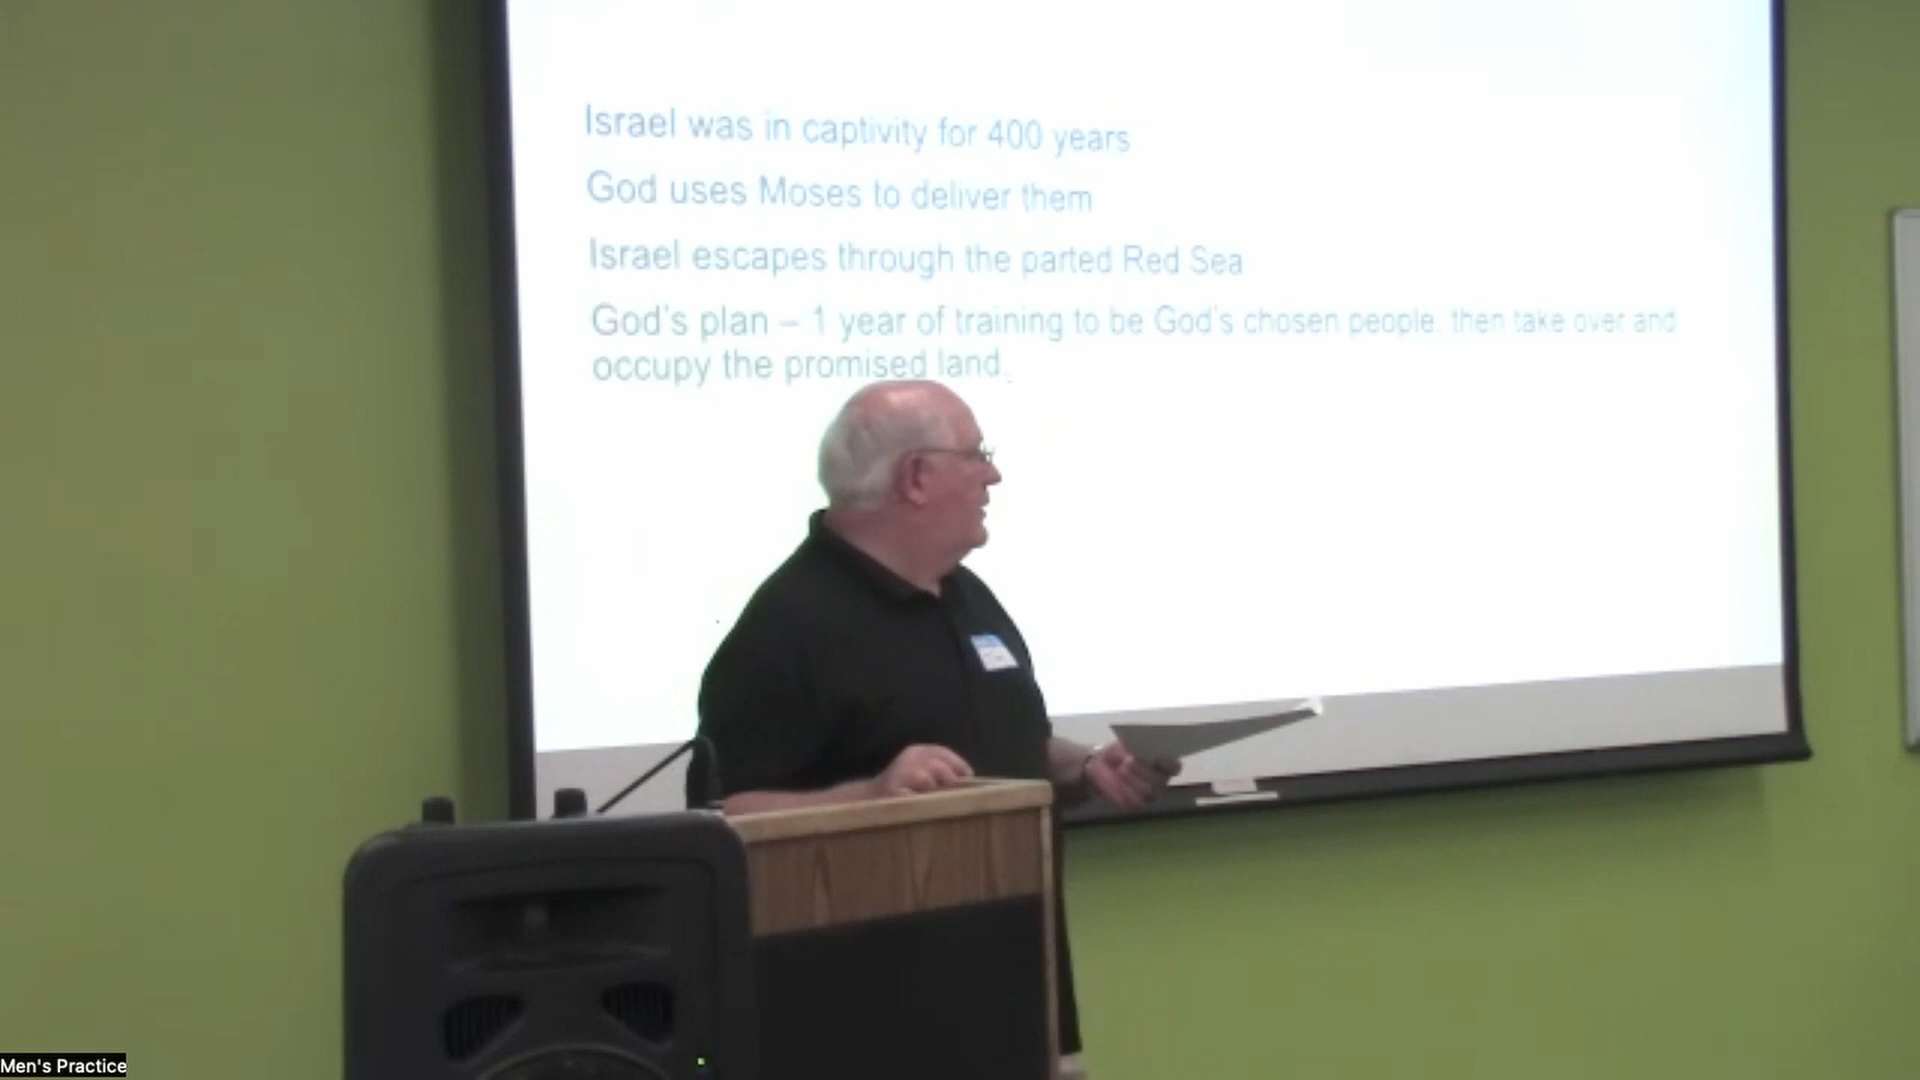 Israel was in captivity for 400 years
God uses Moses to deliver them
Israel escapes through the parted Red Sea
God's plan – 1 year of training to be God's chosen people, then take over and
occupy the promised land.
Men's Practice